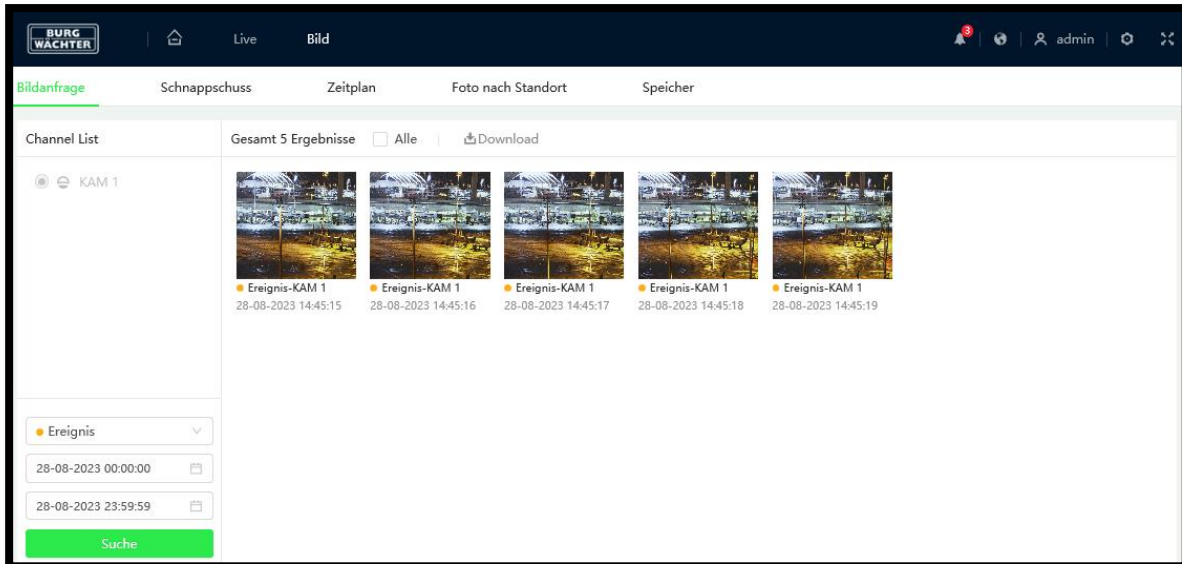 BURG
WÄCHTER
Live
Bild
3
admin
Bildanfrage
Schnappschuss
Zeitplan
Foto nach Standort
Speicher
Channel List
Gesamt 5 Ergebnisse
Alle
Download
KAM 1
Ereignis-KAM 1
28-08-2023 14:45:15
Ereignis-KAM 1
28-08-2023 14:45:16
Ereignis-KAM 1
28-08-2023 14:45:17
Ereignis-KAM 1
28-08-2023 14:45:18
Ereignis-KAM 1
28-08-2023 14:45:19
Ereignis
28-08-2023 00:00:00
28-08-2023 23:59:59
Suche